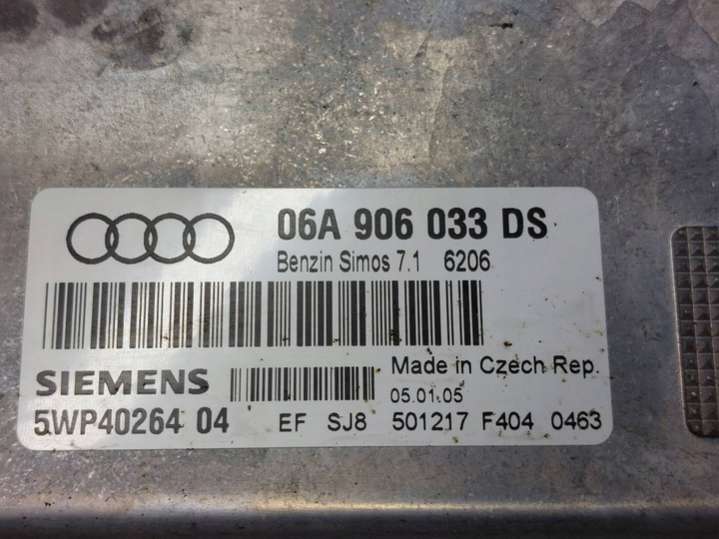 06A 906 033 DS
Benzin Simos 7.1 6206
Made in Czech Rep.
SIEMENS
05.01.05
5WP40264 04 EF SJ8 501217 F404 0463